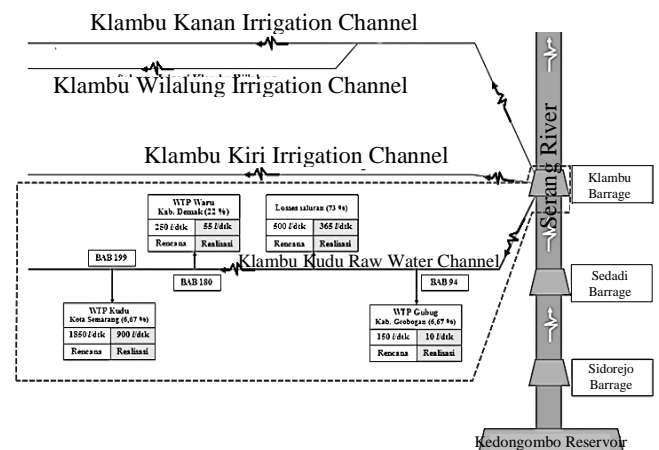 Klambu Kanan Irrigation Channel
Klambu Wilalung Irrigation Channel
Serang River
Klambu Kiri Irrigation Channel
Klambu
Barrage
WTP Waru
Kab. Demak (22 %)
250 l/dtk 55 l/dtk
Rencana Realisasi
Losses saluran (73 %)
500 l/dtk 365 l/dtk
Rencana Realisasi
BAB 199
Klambu Kudu Raw Water Channel
BAB 180
BAB 94
Sedadi
Barrage
WTP Kudu
Kota Semarang (6,67 %)
1850 l/dtk 900 l/dtk
Rencana Realisasi
WTP Gubug
Kab. Grobogan (6,67 %)
150 l/dtk 10 l/dtk
Rencana Realisasi
Sidorejo
Barrage
Kedongombo Reservoir